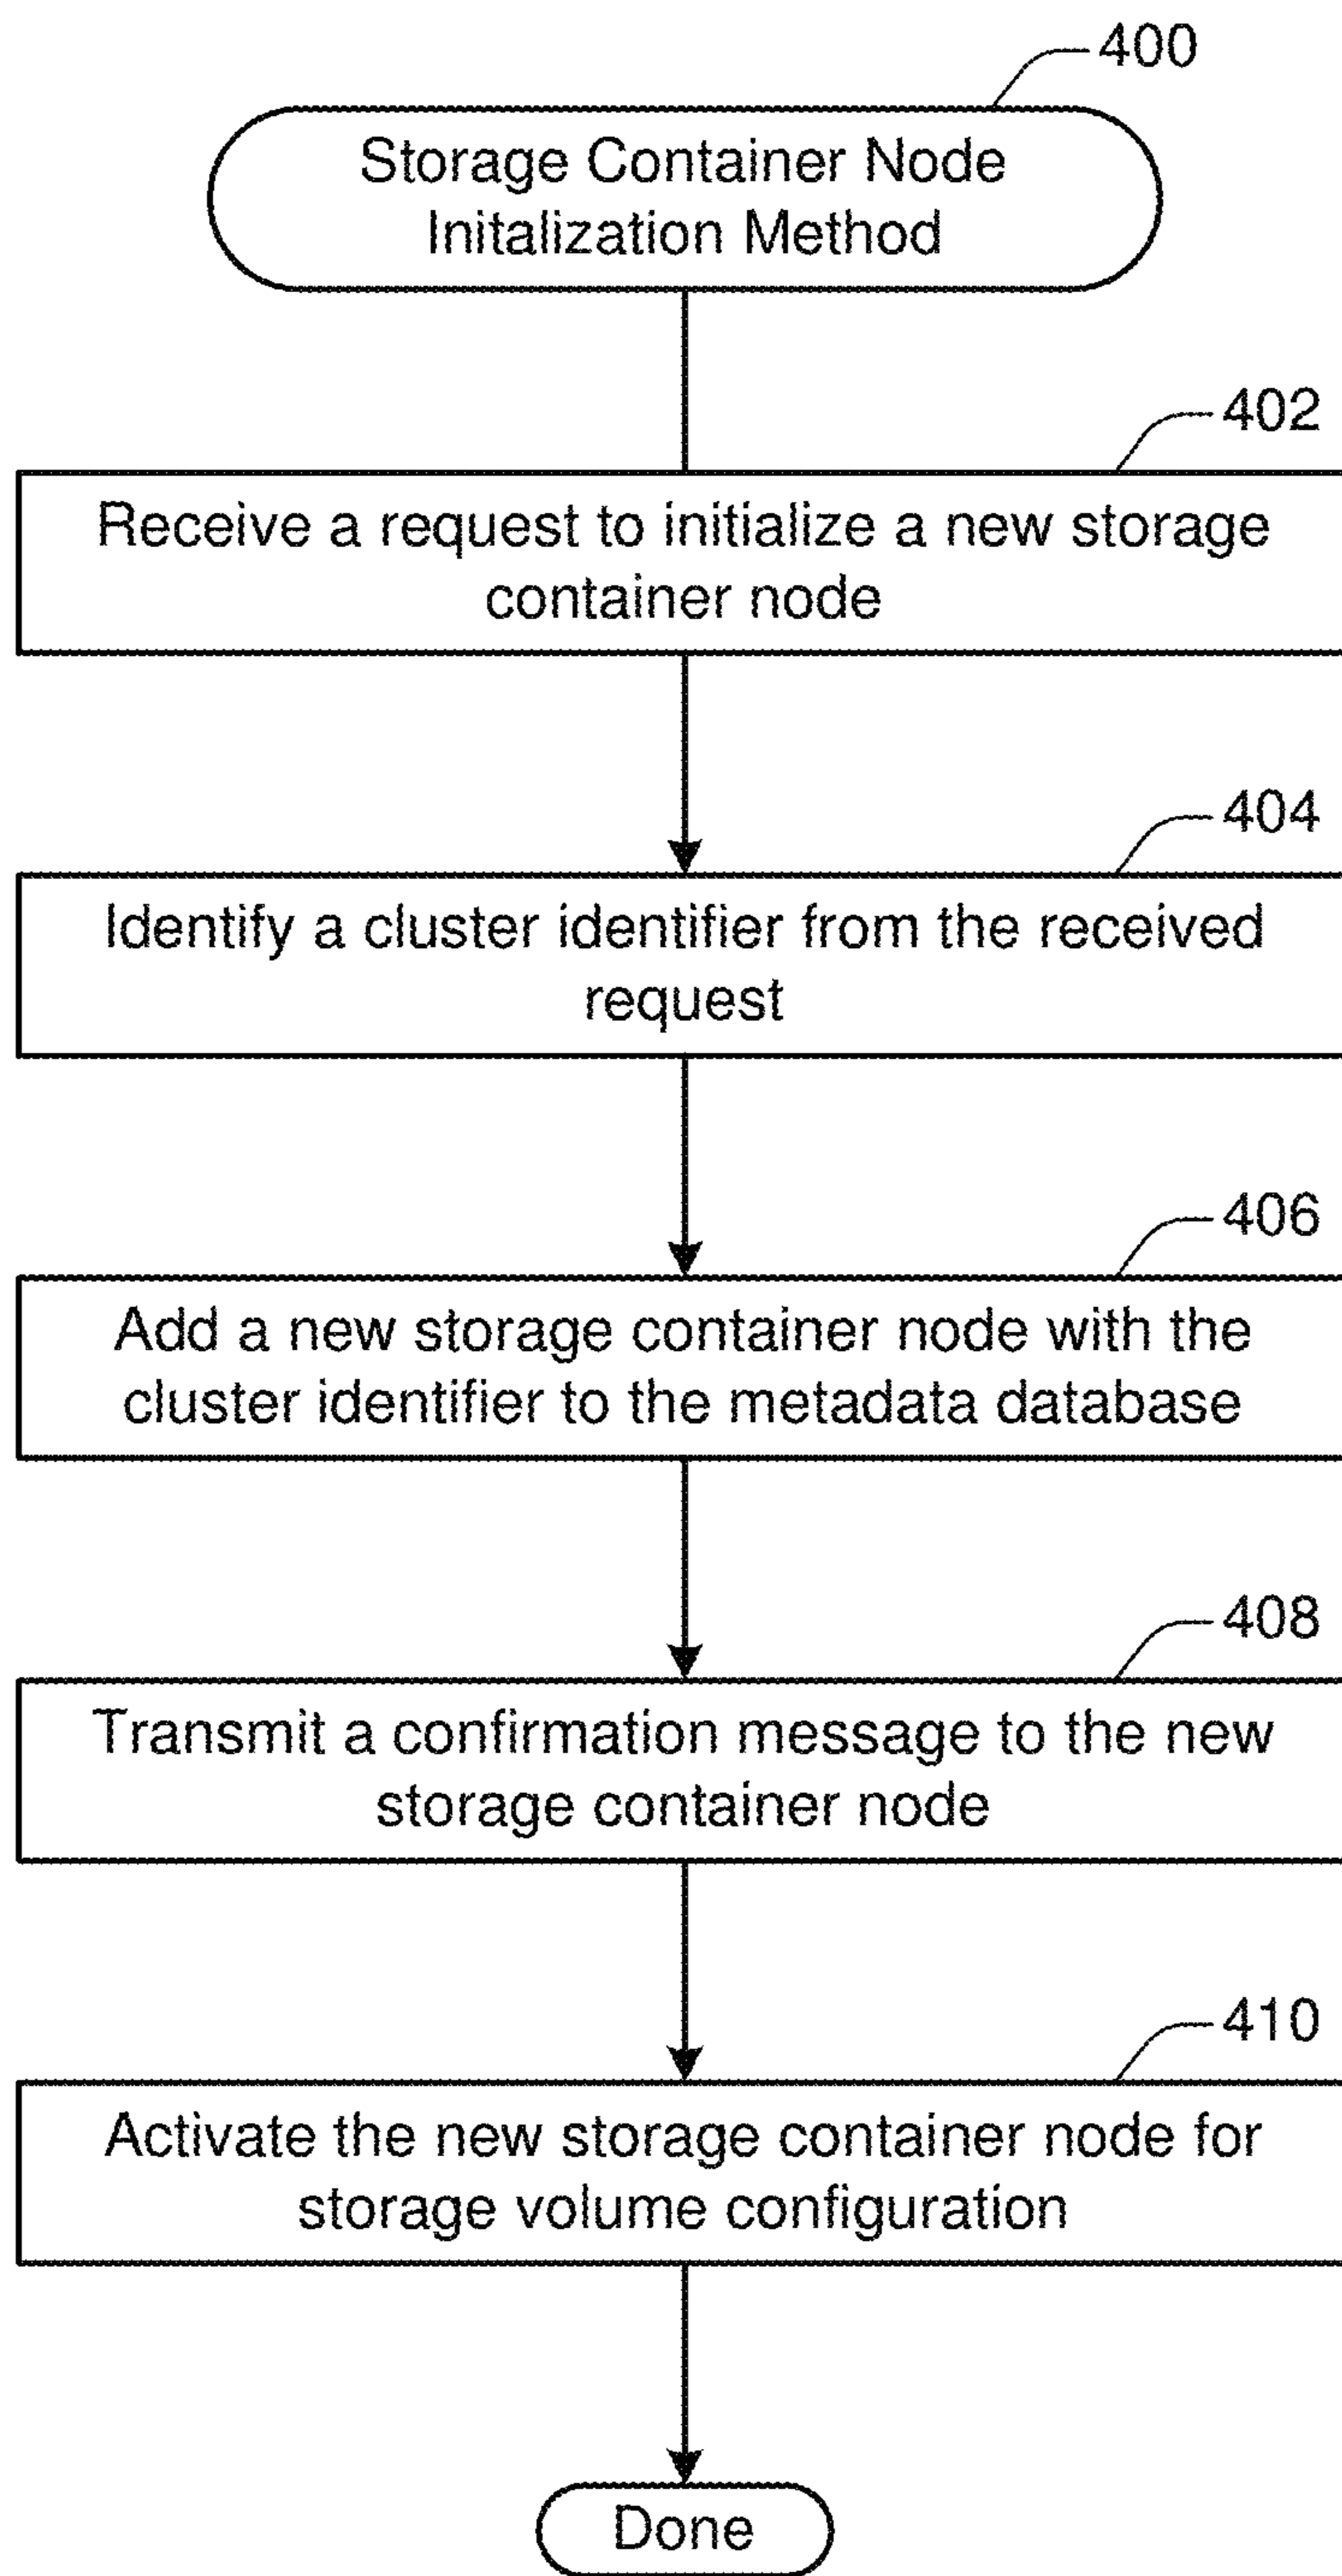 400
Storage Container Node
Initalization Method
402
Receive a request to initialize a new storage
container node
404
Identify a cluster identifier from the received
request
406
Add a new storage container node with the
cluster identifier to the metadata database
408
Transmit a confirmation message to the new
storage container node
410
Activate the new storage container node for
storage volume configuration
Done